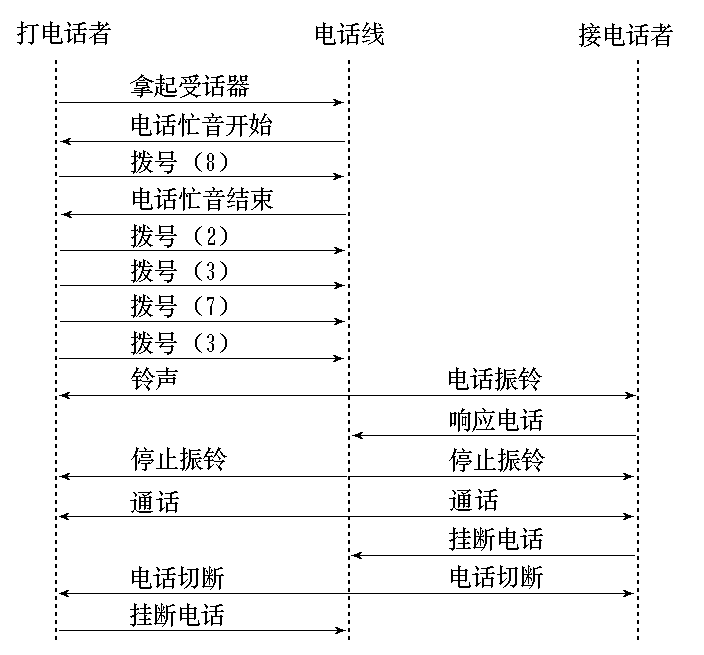 打电话者 电话线 接电话者
拿起受话器
电话忙音开始
拨号（8）
电话忙音结束
拨号（2）
拨号（3）
拨号（7）
拨号（3）
铃声 电话振铃
响应电话
停止振铃 停止振铃
通话 通话
挂断电话
电话切断 电话切断
挂断电话